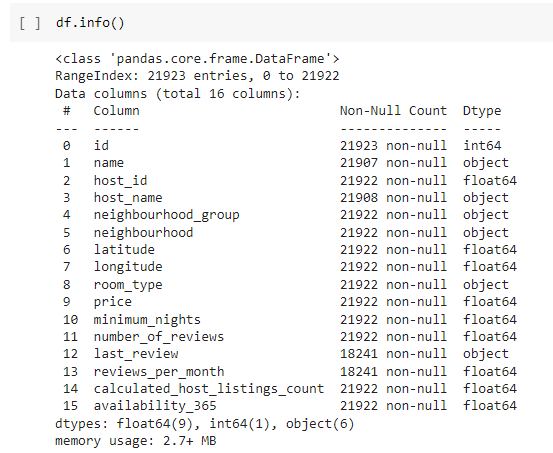 [ ] df.info()
<class 'pandas.core.frame.DataFrame'>
RangeIndex: 21923 entries, 0 to 21922
Data columns (total 16 columns):
 #   Column                          Non-Null Count  Dtype
---  ------                          --------------  -----
 0   id                              21923 non-null  int64
 1   name                            21907 non-null  object
 2   host_id                         21922 non-null  float64
 3   host_name                       21908 non-null  object
 4   neighbourhood_group             21922 non-null  object
 5   neighbourhood                   21922 non-null  object
 6   latitude                        21922 non-null  float64
 7   longitude                       21922 non-null  float64
 8   room_type                       21922 non-null  object
 9   price                           21922 non-null  float64
 10  minimum_nights                  21922 non-null  float64
 11  number_of_reviews               21922 non-null  float64
 12  last_review                     18241 non-null  object
 13  reviews_per_month               18241 non-null  float64
 14  calculated_host_listings_count  21922 non-null  float64
 15  availability_365                21922 non-null  float64
dtypes: float64(9), int64(1), object(6)
memory usage: 2.7+ MB